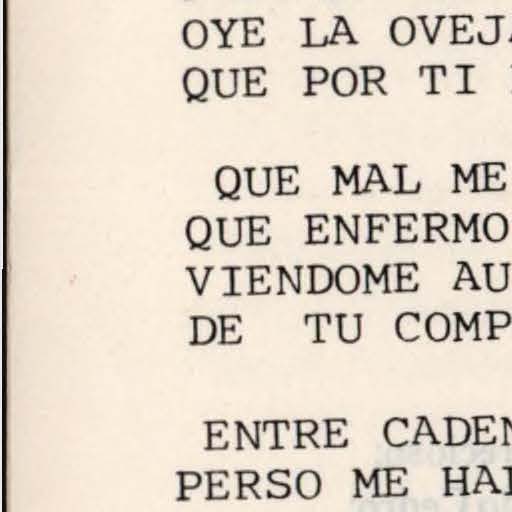 OYE LA OVEJA
QUE POR TI
QUE MAL ME
QUE ENFERMO
VIENDOME AU
DE TU COMP
ENTRE CADEN
PERSO ME HA